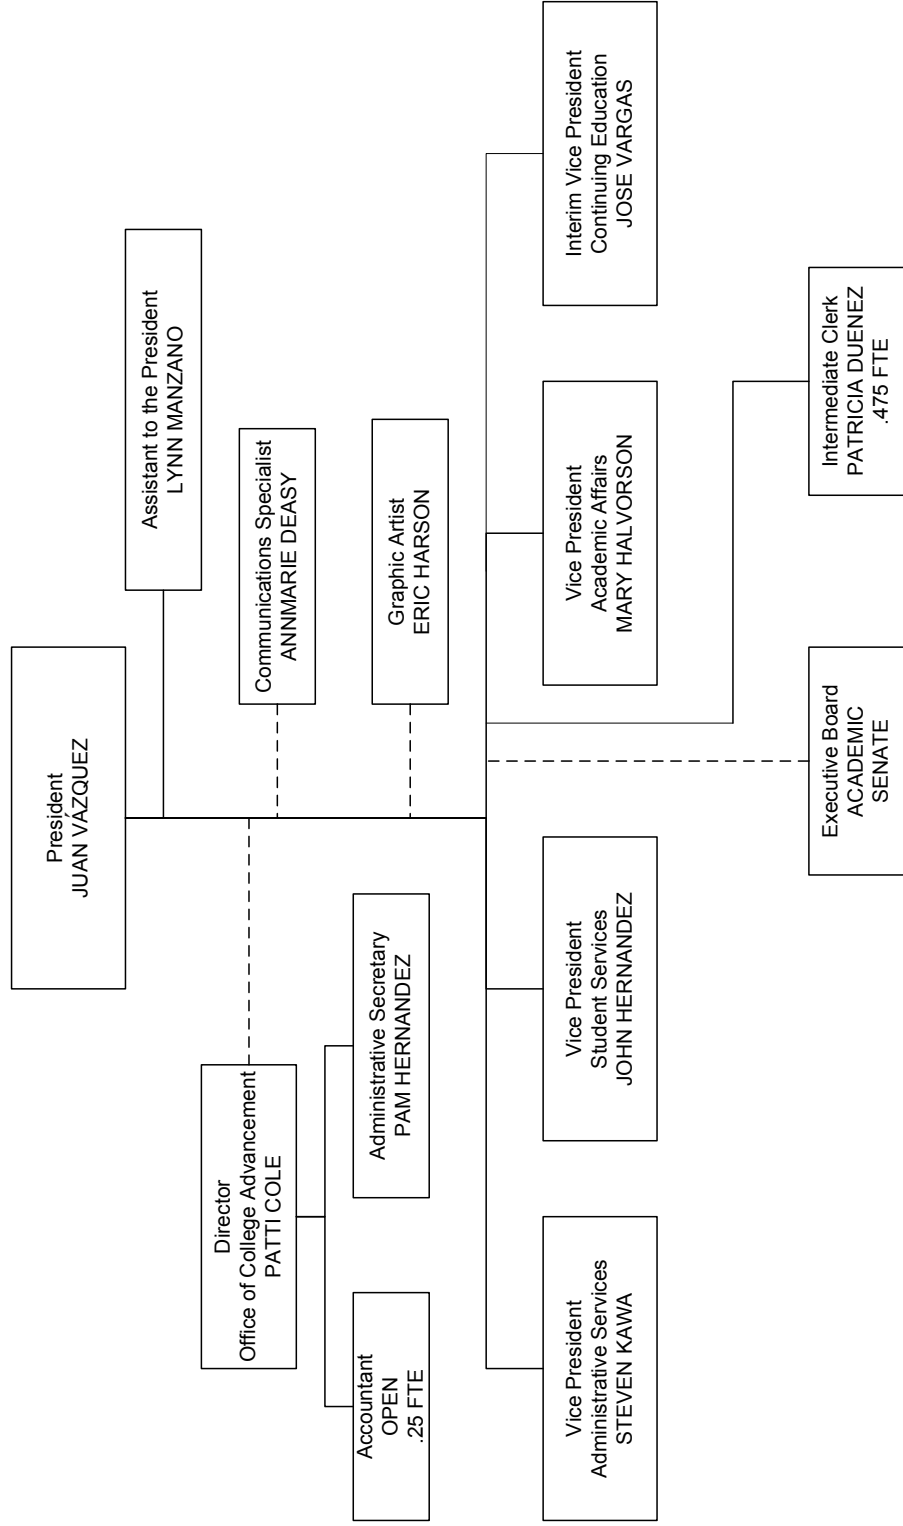 President
JUAN VÁZQUEZ
Assistant to the President
LYNN MANZANO
Director
Office of College Advancement
PATTI COLE
Communications Specialist
ANNMARIE DEASY
Accountant
OPEN
.25 FTE
Administrative Secretary
PAM HERNANDEZ
Graphic Artist
ERIC HARSON
Vice President
Administrative Services
STEVEN KAWA
Vice President
Student Services
JOHN HERNANDEZ
Vice President
Academic Affairs
MARY HALVORSON
Interim Vice President
Continuing Education
JOSE VARGAS
Executive Board
ACADEMIC
SENATE
Intermediate Clerk
PATRICIA DUENEZ
.475 FTE